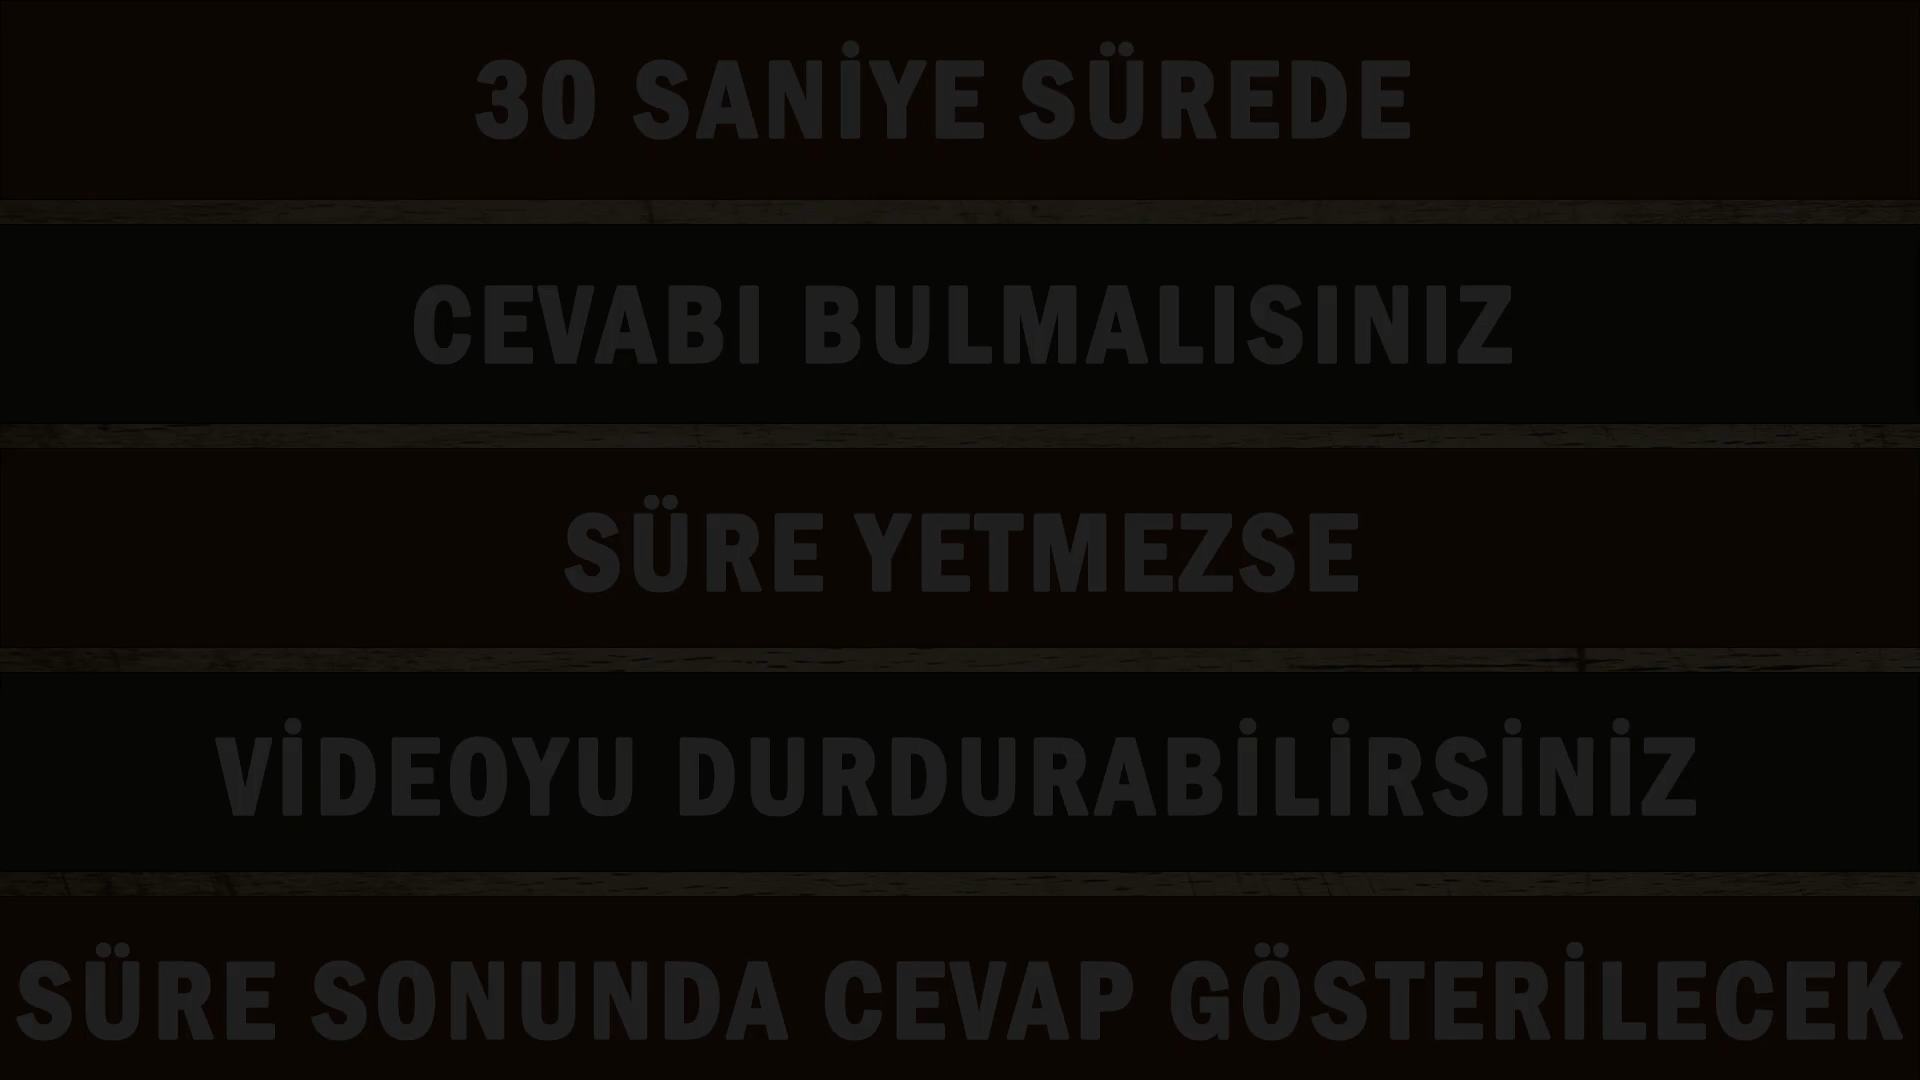 30 SANİYE SÜREDE
CEVABI BULMALISINIZ
SÜRE YETMEZSE
VİDEOYU DURDURABİLİRSİNİZ
SÜRE SONUNDA CEVAP GÖSTERİLECEK